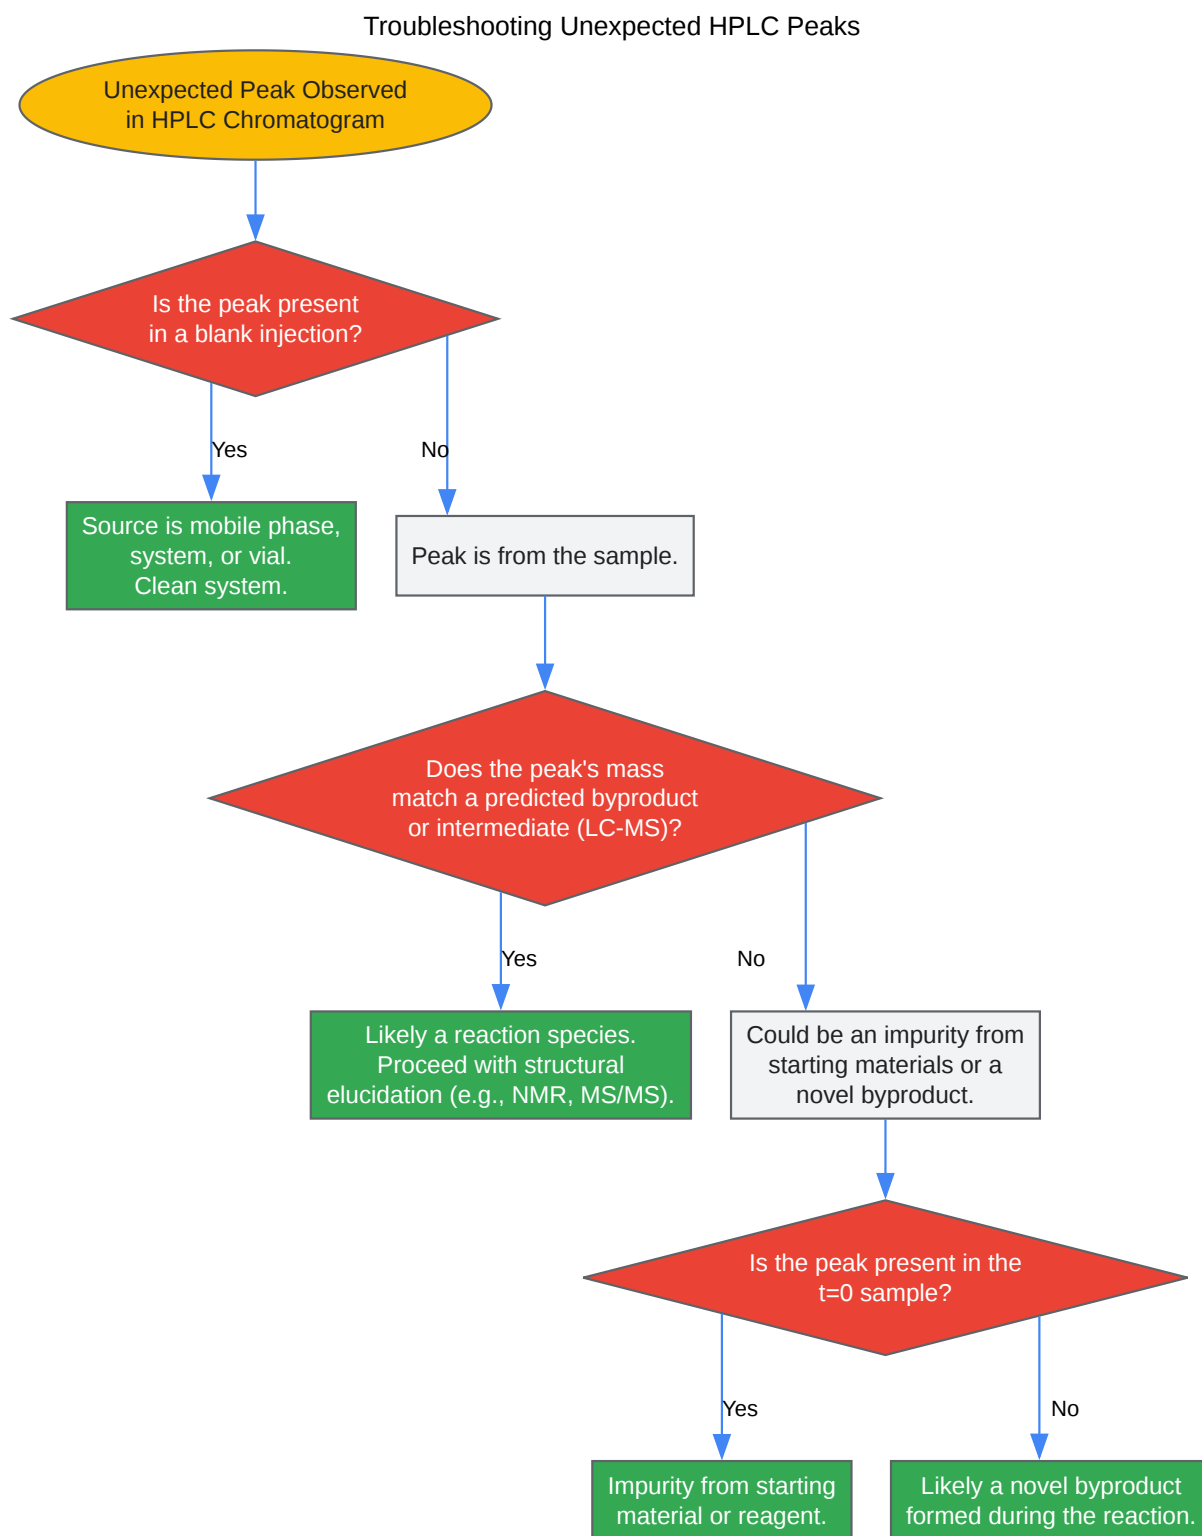 Troubleshooting Unexpected HPLC Peaks
Unexpected Peak Observed
in HPLC Chromatogram
Is the peak present
in a blank injection?
Yes
No
Source is mobile phase,
system, or vial.
Clean system.
Peak is from the sample.
Does the peak's mass
match a predicted byproduct
or intermediate (LC-MS)?
Yes
No
Likely a reaction species.
Proceed with structural
elucidation (e.g., NMR, MS/MS).
Could be an impurity from
starting materials or a
novel byproduct.
Is the peak present in the
t=0 sample?
Yes
No
Impurity from starting
material or reagent.
Likely a novel byproduct
formed during the reaction.